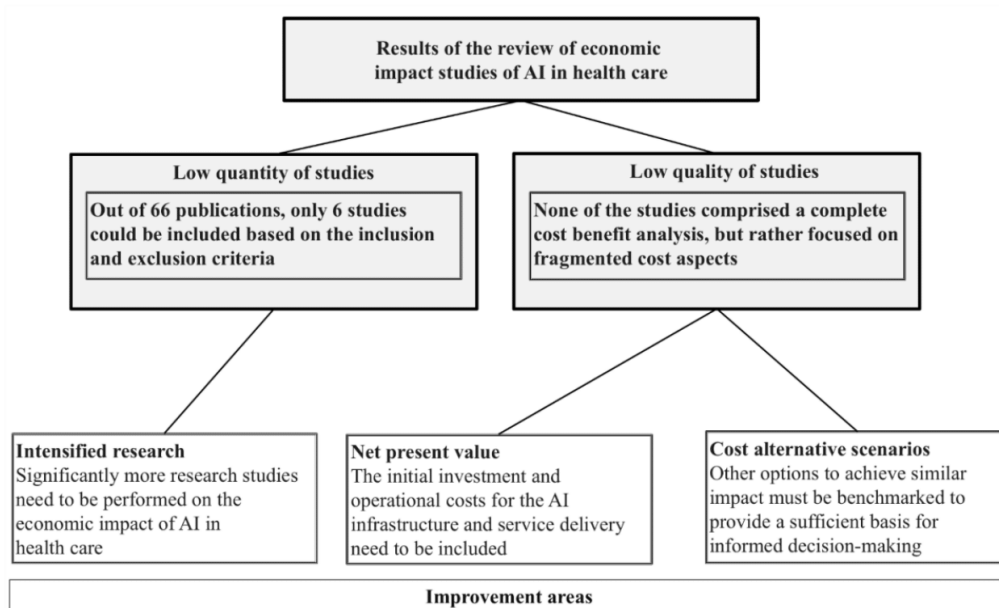 Results of the review of economic
impact studies of AI in health care
Low quantity of studies
Out of 66 publications, only 6 studies
could be included based on the inclusion
and exclusion criteria
Low quality of studies
None of the studies comprised a complete
cost benefit analysis, but rather focused on
fragmented cost aspects
Intensified research
Significantly more research studies
need to be performed on the
economic impact of AI in
health care
Net present value
The initial investment and
operational costs for the AI
infrastructure and service delivery
need to be included
Cost alternative scenarios
Other options to achieve similar
impact must be benchmarked to
provide a sufficient basis for
informed decision-making
Improvement areas